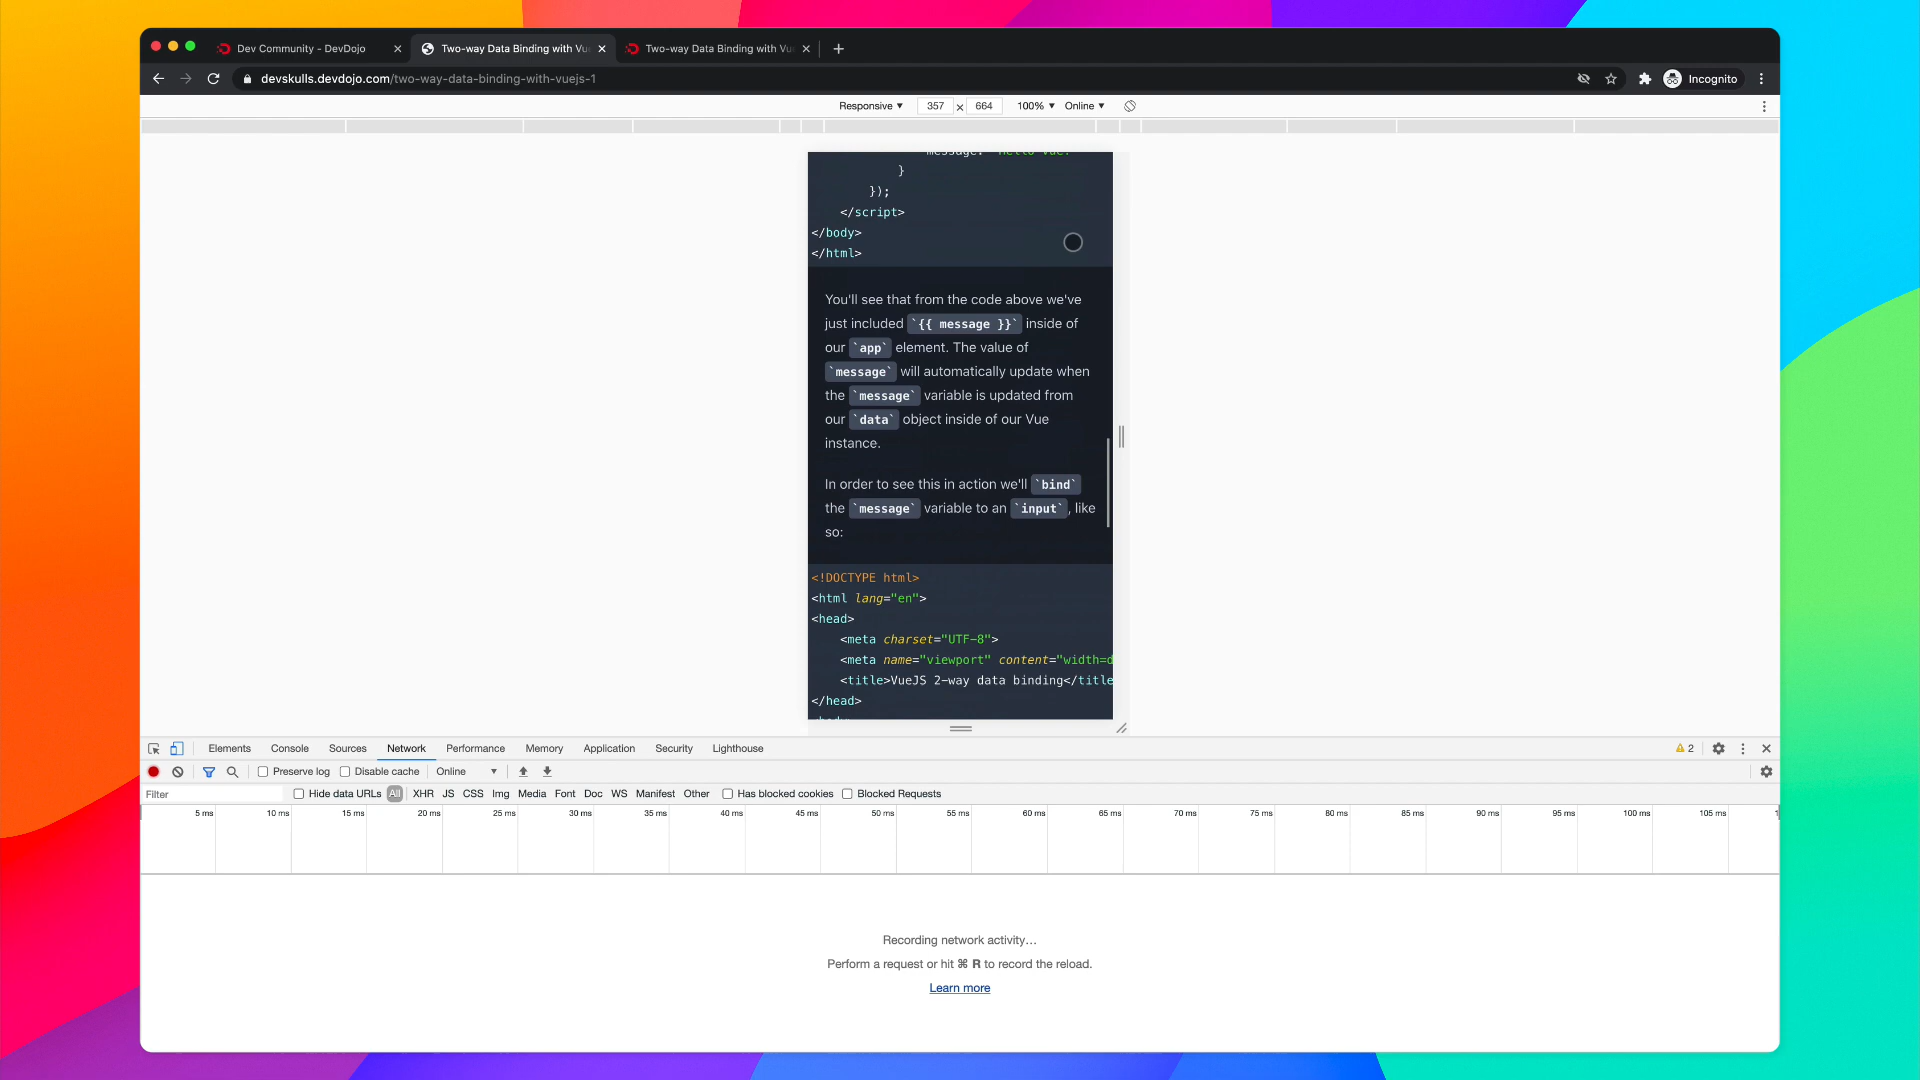 Dev Community - DevDojo
Two-way Data Binding with Vu
Two-way Data Binding with Vu
devskulls.devdojo.com/two-way-data-binding-with-vuejs-1
Incognito
Responsive ▼ 357 × 664 100% ▼ Online ▼
message: "Hello Vue!"
}
});
</script>
</body>
</html>
You'll see that from the code above we've
just included `{{ message }}` inside of
our `app` element. The value of
`message` will automatically update when
the `message` variable is updated from
our `data` object inside of our Vue
instance.
In order to see this in action we'll `bind`
the `message` variable to an `input`, like
so:
<!DOCTYPE html>
<html lang="en">
<head>
<meta charset="UTF-8">
<meta name="viewport" content="width=d
<title>VueJS 2-way data binding</title
</head>
Elements Console Sources Network Performance Memory Application Security Lighthouse 2
Preserve log Disable cache Online ▼
Filter Hide data URLs All XHR JS CSS Img Media Font Doc WS Manifest Other Has blocked cookies Blocked Requests
5 ms 10 ms 15 ms 20 ms 25 ms 30 ms 35 ms 40 ms 45 ms 50 ms 55 ms 60 ms 65 ms 70 ms 75 ms 80 ms 85 ms 90 ms 95 ms 100 ms 105 ms 1
Recording network activity…
Perform a request or hit ⌘ R to record the reload.
Learn more